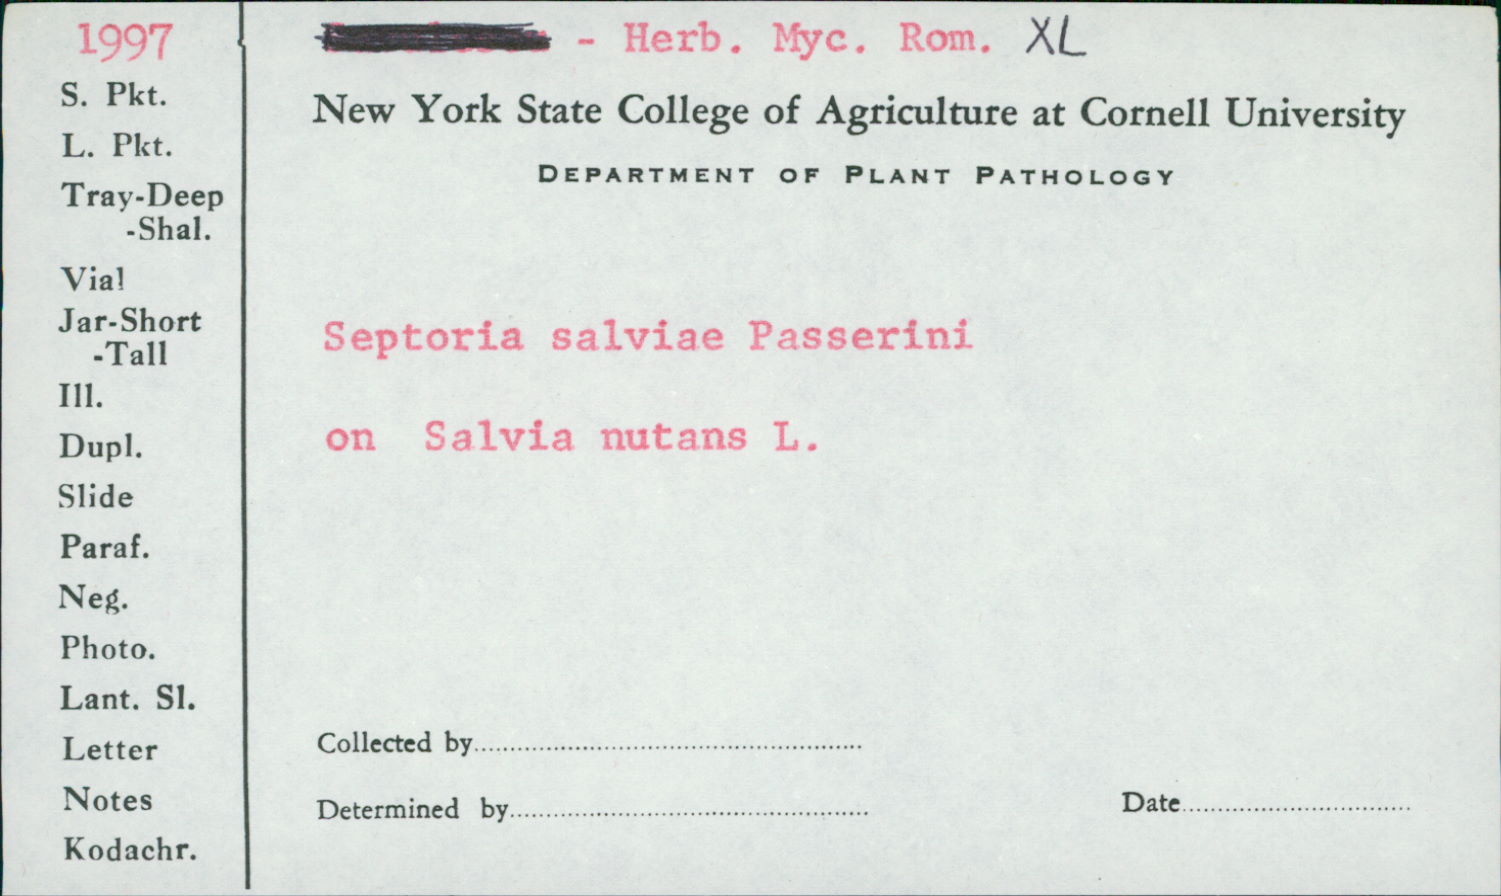 1997
S. Pkt.
L. Pkt.
Tray-Deep
-Shal.
Vial
Jar-Short
-Tall
Ill.
Dupl.
Slide
Paraf.
Neg.
Photo.
Lant. Sl.
Letter
Notes
Kodachr.
- Herb. Myc. Rom. XL
New York State College of Agriculture at Cornell University
DEPARTMENT OF PLANT PATHOLOGY
Septoria salviae Passerini
on Salvia nutans L.
Collected by
Determined by
Date